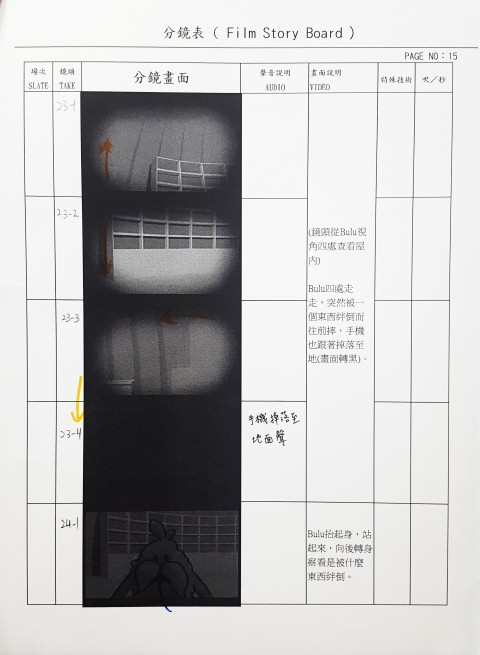 分鏡表 ( Film Story Board )
PAGE NO：15
場次 鏡頭 分鏡畫面 聲音說明 畫面說明 特殊技術 呎／秒
SLATE TAKE AUDIO VIDEO
23-1
23-2
(鏡頭從Bulu視
角四處查看屋
內)
Bulu四處走
走，突然被一
個東西絆倒而
往前摔，手機
也跟著掉落至
地(畫面轉黑)。
23-3
23-4
手機掉落至
地面聲
24-1
Bulu抬起身，站
起來，向後轉身
察看是被什麼
東西絆倒。